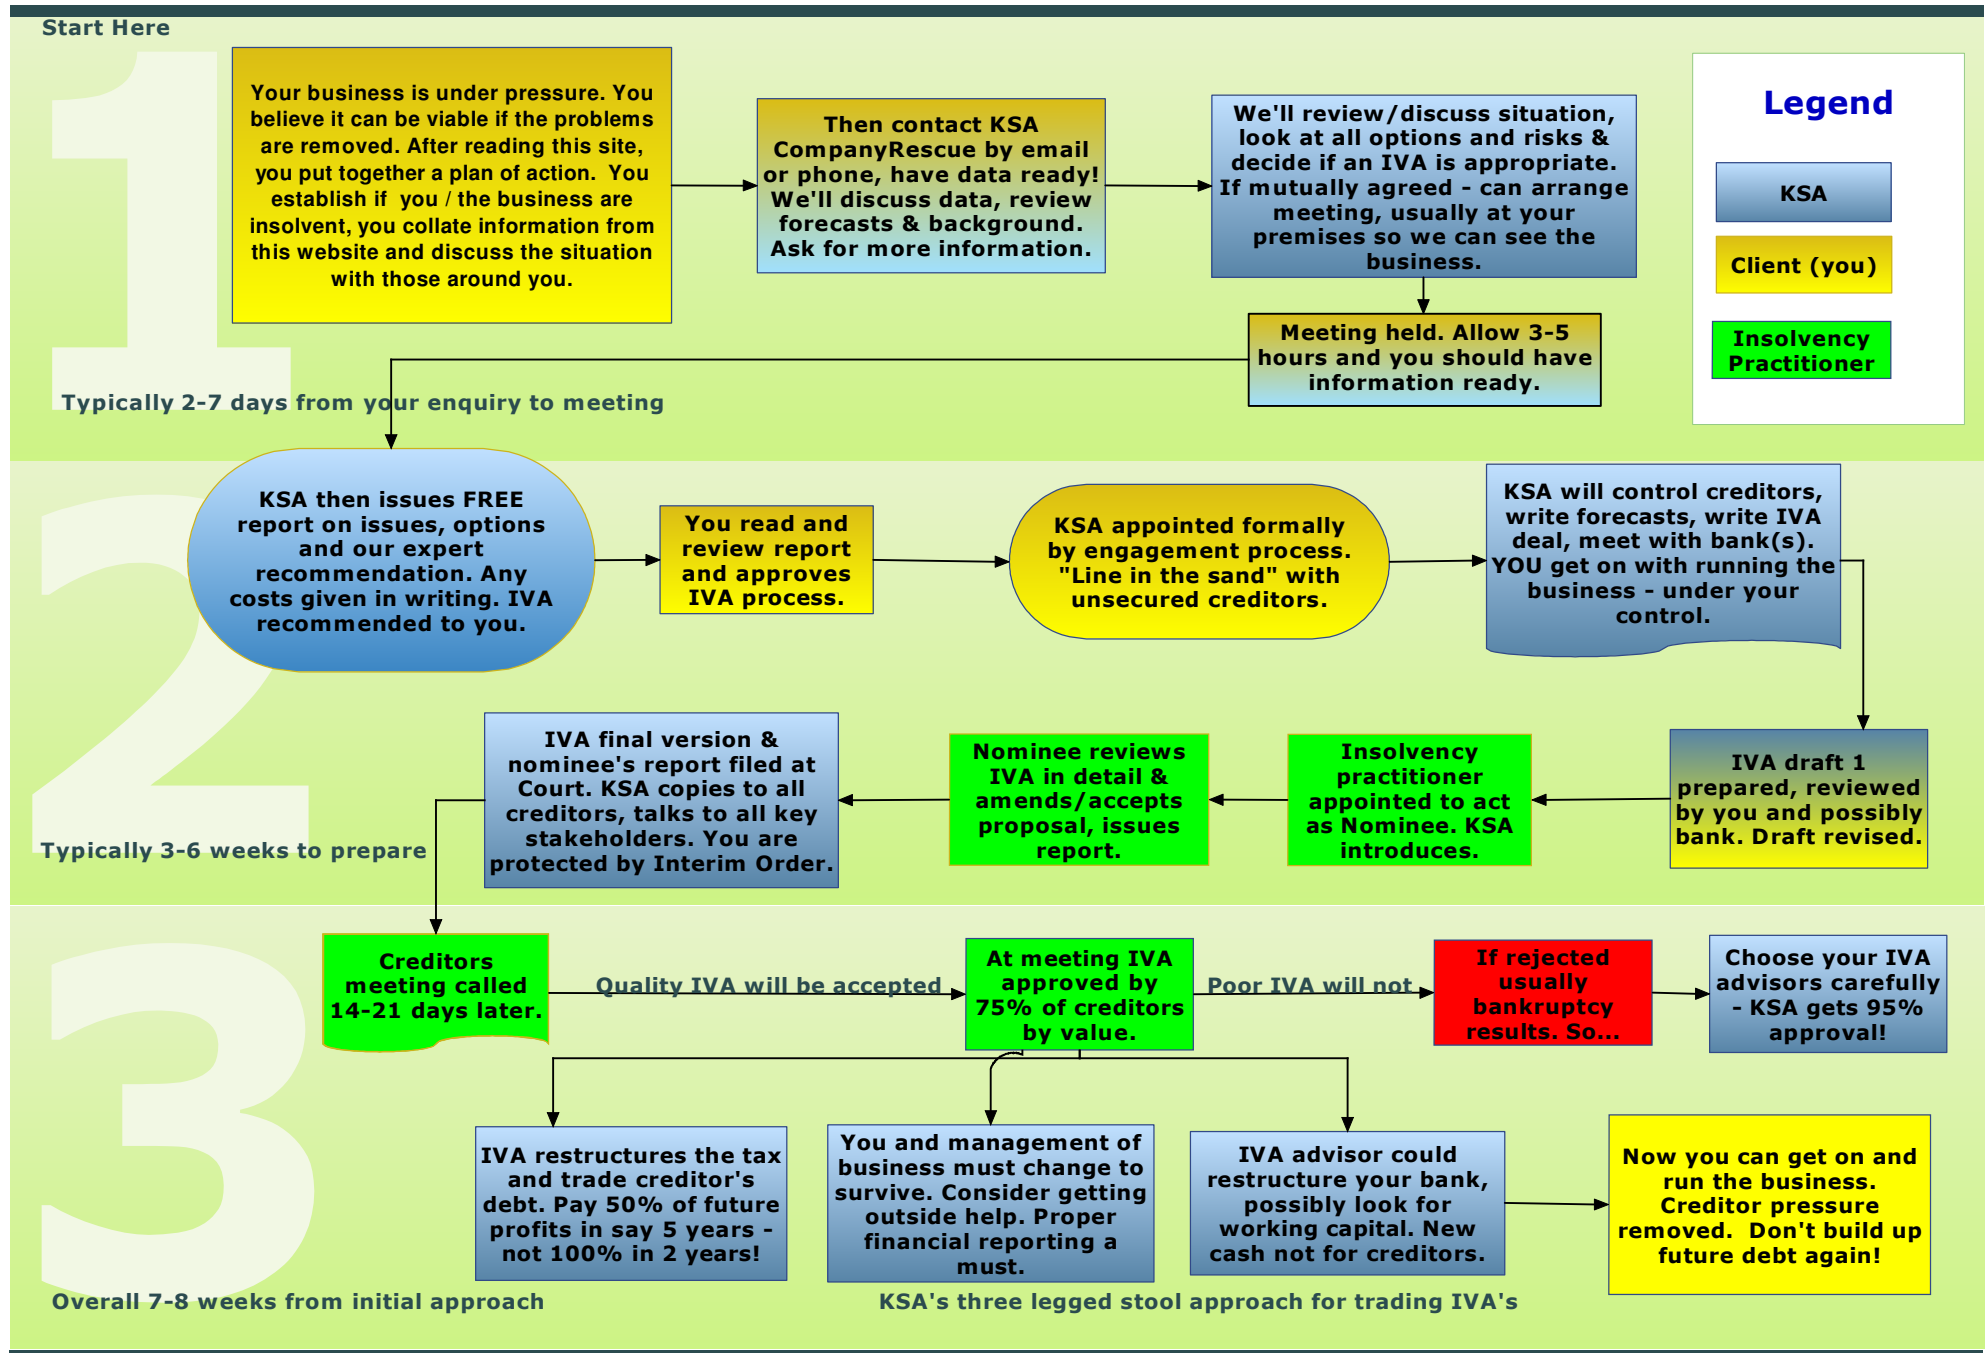 Start Here
1
Your business is under pressure. You
believe it can be viable if the problems
are removed. After reading this site,
you put together a plan of action. You
establish if you / the business are
insolvent, you collate information from
this website and discuss the situation
with those around you.
Then contact KSA
CompanyRescue by email
or phone, have data ready!
We'll discuss data, review
forecasts & background.
Ask for more information.
We'll review/discuss situation,
look at all options and risks &
decide if an IVA is appropriate.
If mutually agreed - can arrange
meeting, usually at your
premises so we can see the
business.
Legend
KSA
Client (you)
Insolvency
Practitioner
Meeting held. Allow 3-5
hours and you should have
information ready.
Typically 2-7 days from your enquiry to meeting
2
KSA then issues FREE
report on issues, options
and our expert
recommendation. Any
costs given in writing. IVA
recommended to you.
You read and
review report
and approves
IVA process.
KSA appointed formally
by engagement process.
"Line in the sand" with
unsecured creditors.
KSA will control creditors,
write forecasts, write IVA
deal, meet with bank(s).
YOU get on with running the
business - under your
control.
IVA draft 1
prepared, reviewed
by you and possibly
bank. Draft revised.
Insolvency
practitioner
appointed to act
as Nominee. KSA
introduces.
Nominee reviews
IVA in detail &
amends/accepts
proposal, issues
report.
IVA final version &
nominee's report filed at
Court. KSA copies to all
creditors, talks to all key
stakeholders. You are
protected by Interim Order.
Typically 3-6 weeks to prepare
3
Creditors
meeting called
14-21 days later.
Quality IVA will be accepted
At meeting IVA
approved by
75% of creditors
by value.
Poor IVA will not
If rejected
usually
bankruptcy
results. So...
Choose your IVA
advisors carefully
- KSA gets 95%
approval!
IVA restructures the tax
and trade creditor's
debt. Pay 50% of future
profits in say 5 years -
not 100% in 2 years!
You and management of
business must change to
survive. Consider getting
outside help. Proper
financial reporting a
must.
IVA advisor could
restructure your bank,
possibly look for
working capital. New
cash not for creditors.
Now you can get on and
run the business.
Creditor pressure
removed. Don't build up
future debt again!
Overall 7-8 weeks from initial approach
KSA's three legged stool approach for trading IVA's